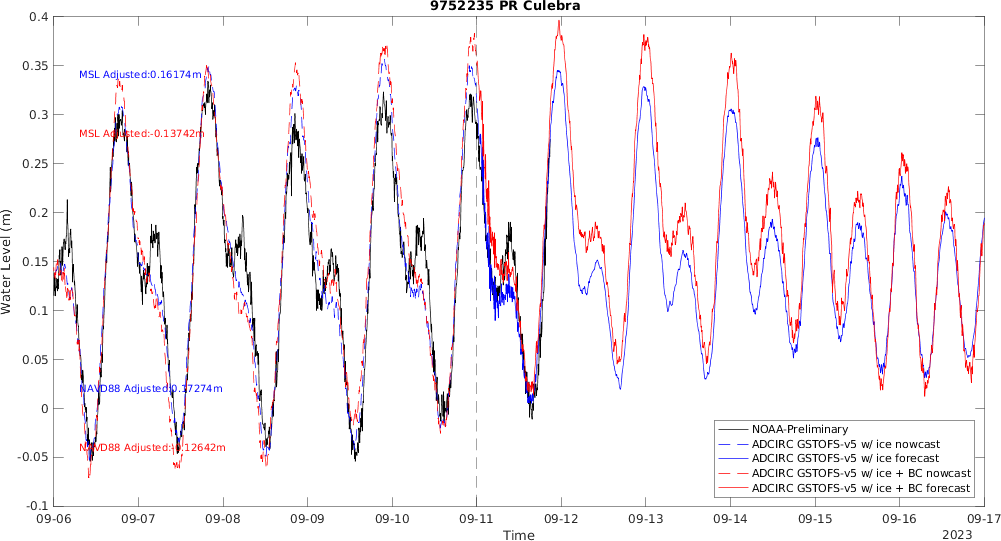 9752235 PR Culebra
0.4
0.35
0.3
0.25
0.2
0.15
0.1
0.05
0
-0.05
-0.1
Water Level (m)
MSL Adjusted:0.16174m
MSL Adjusted:-0.13742m
NAVD88 Adjusted:0.17274m
NAVD88 Adjusted:-0.12642m
NOAA-Preliminary
ADCIRC GSTOFS-v5 w/ ice nowcast
ADCIRC GSTOFS-v5 w/ ice forecast
ADCIRC GSTOFS-v5 w/ ice + BC nowcast
ADCIRC GSTOFS-v5 w/ ice + BC forecast
09-06 09-07 09-08 09-09 09-10 09-11 09-12 09-13 09-14 09-15 09-16 09-17
Time
2023